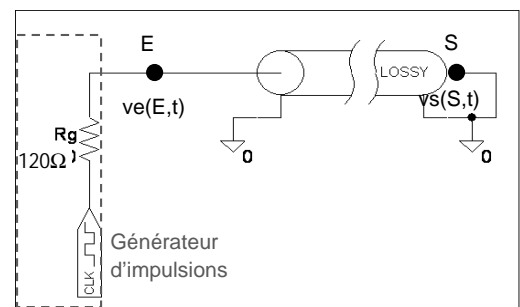 E
S
LOSSY
ve(E,t)
vs(S,t)
Rg
120Ω
0
0
Générateur
d'impulsions
CLK